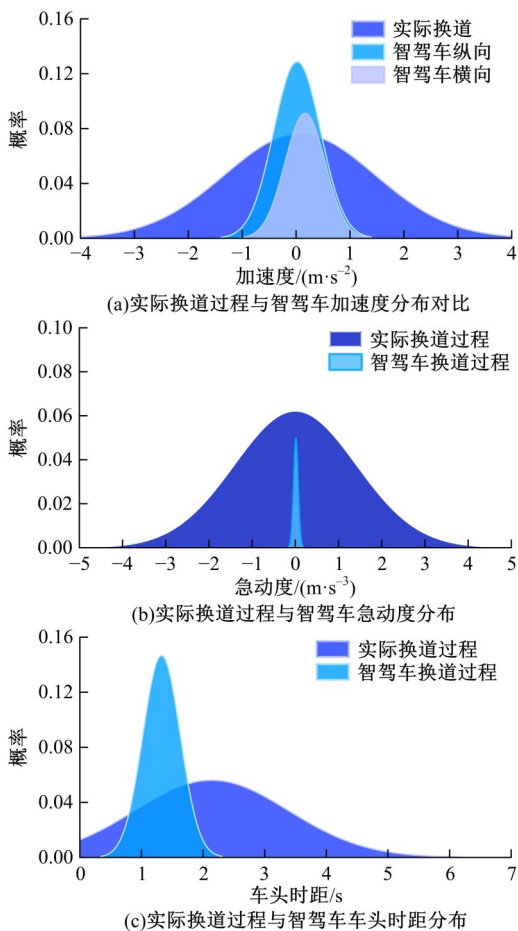 0.16
0.12
0.08
0.04
0.00
概率
实际换道
智驾车纵向
智驾车横向
−4 −3 −2 −1 0 1 2 3 4
加速度/(m·s⁻²)
(a)实际换道过程与智驾车加速度分布对比
0.10
0.08
0.06
0.04
0.02
0.00
概率
实际换道过程
智驾车换道过程
−5 −4 −3 −2 −1 0 1 2 3 4 5
急动度/(m·s⁻³)
(b)实际换道过程与智驾车急动度分布
0.16
0.12
0.08
0.04
0.00
概率
实际换道过程
智驾车换道过程
0 1 2 3 4 5 6 7
车头时距/s
(c)实际换道过程与智驾车车头时距分布